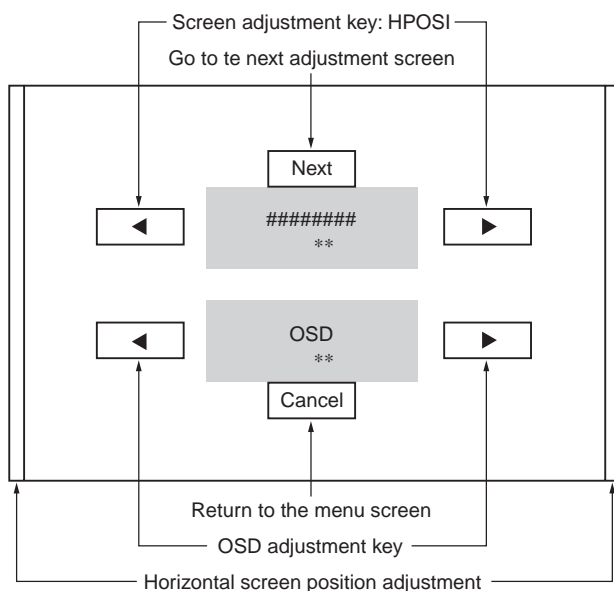 Screen adjustment key: HPOSI
Go to te next adjustment screen
Next
########
**
OSD
**
Cancel
Return to the menu screen
OSD adjustment key
Horizontal screen position adjustment